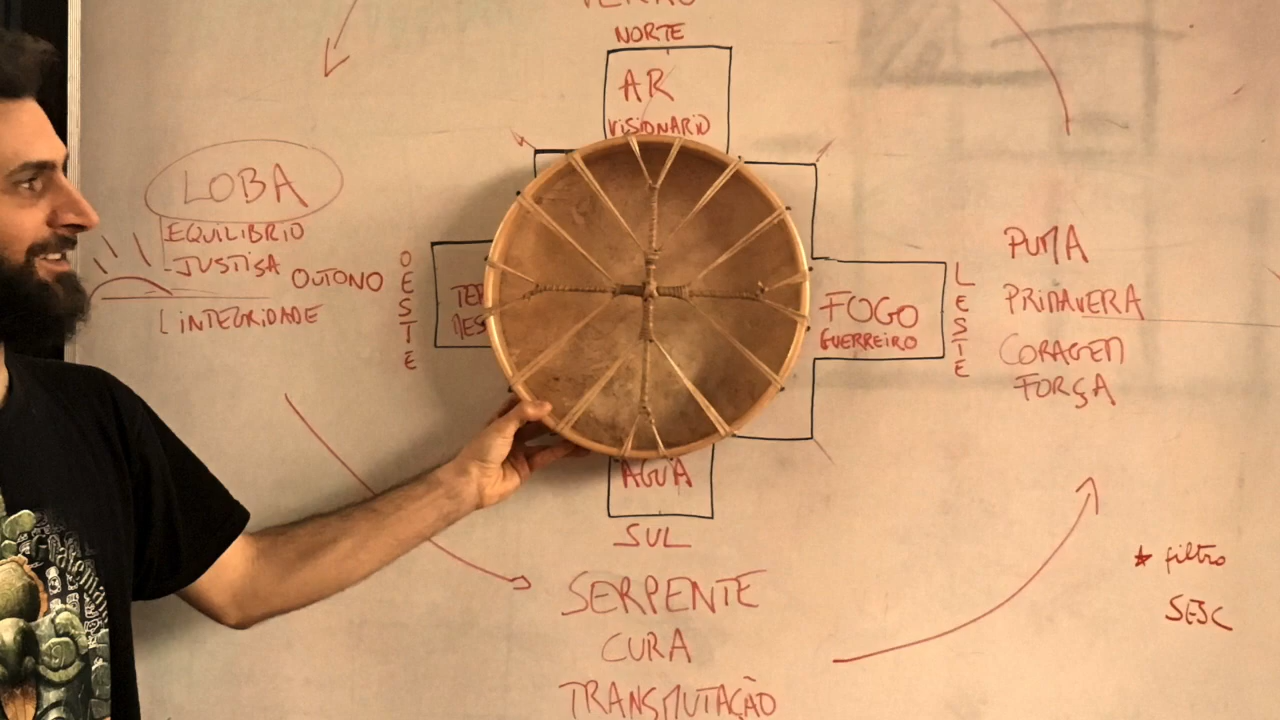 NORTE
AR
VISIONARIO
LOBA
EQUILIBRIO
JUSTISA
INTEGRIDADE
OUTONO
OESTE
FOGO
GUERREIRO
LESTE
PUMA
PRIMAVERA
CORAGEM
FORÇA
AGUA
SUL
SERPENTE
CURA
TRANSMUTAÇÃO
★ filtro
SESC